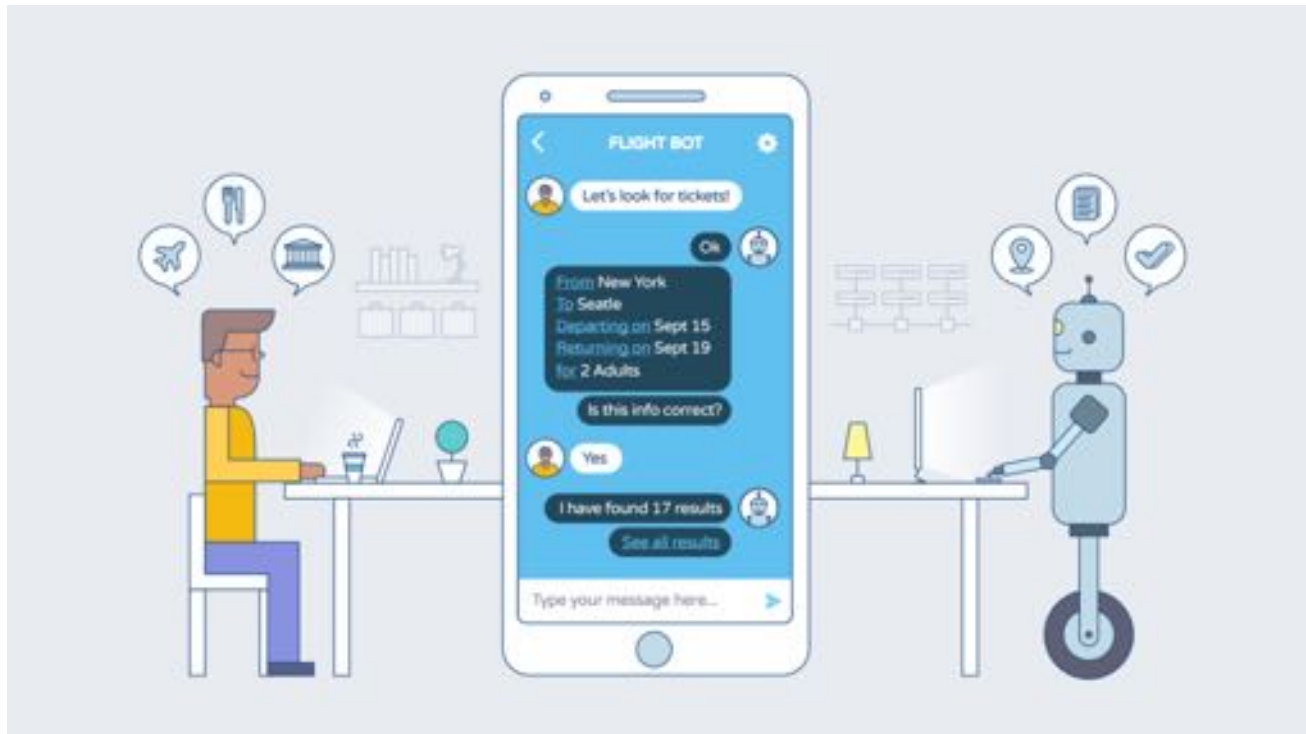 FLIGHT BOT
Let's look for tickets!
Ok
From New York
To Seatle
Departing on Sept 15
Returning on Sept 19
for 2 Adults
Is this info correct?
Yes
I have found 17 results
See all results
Type your message here...